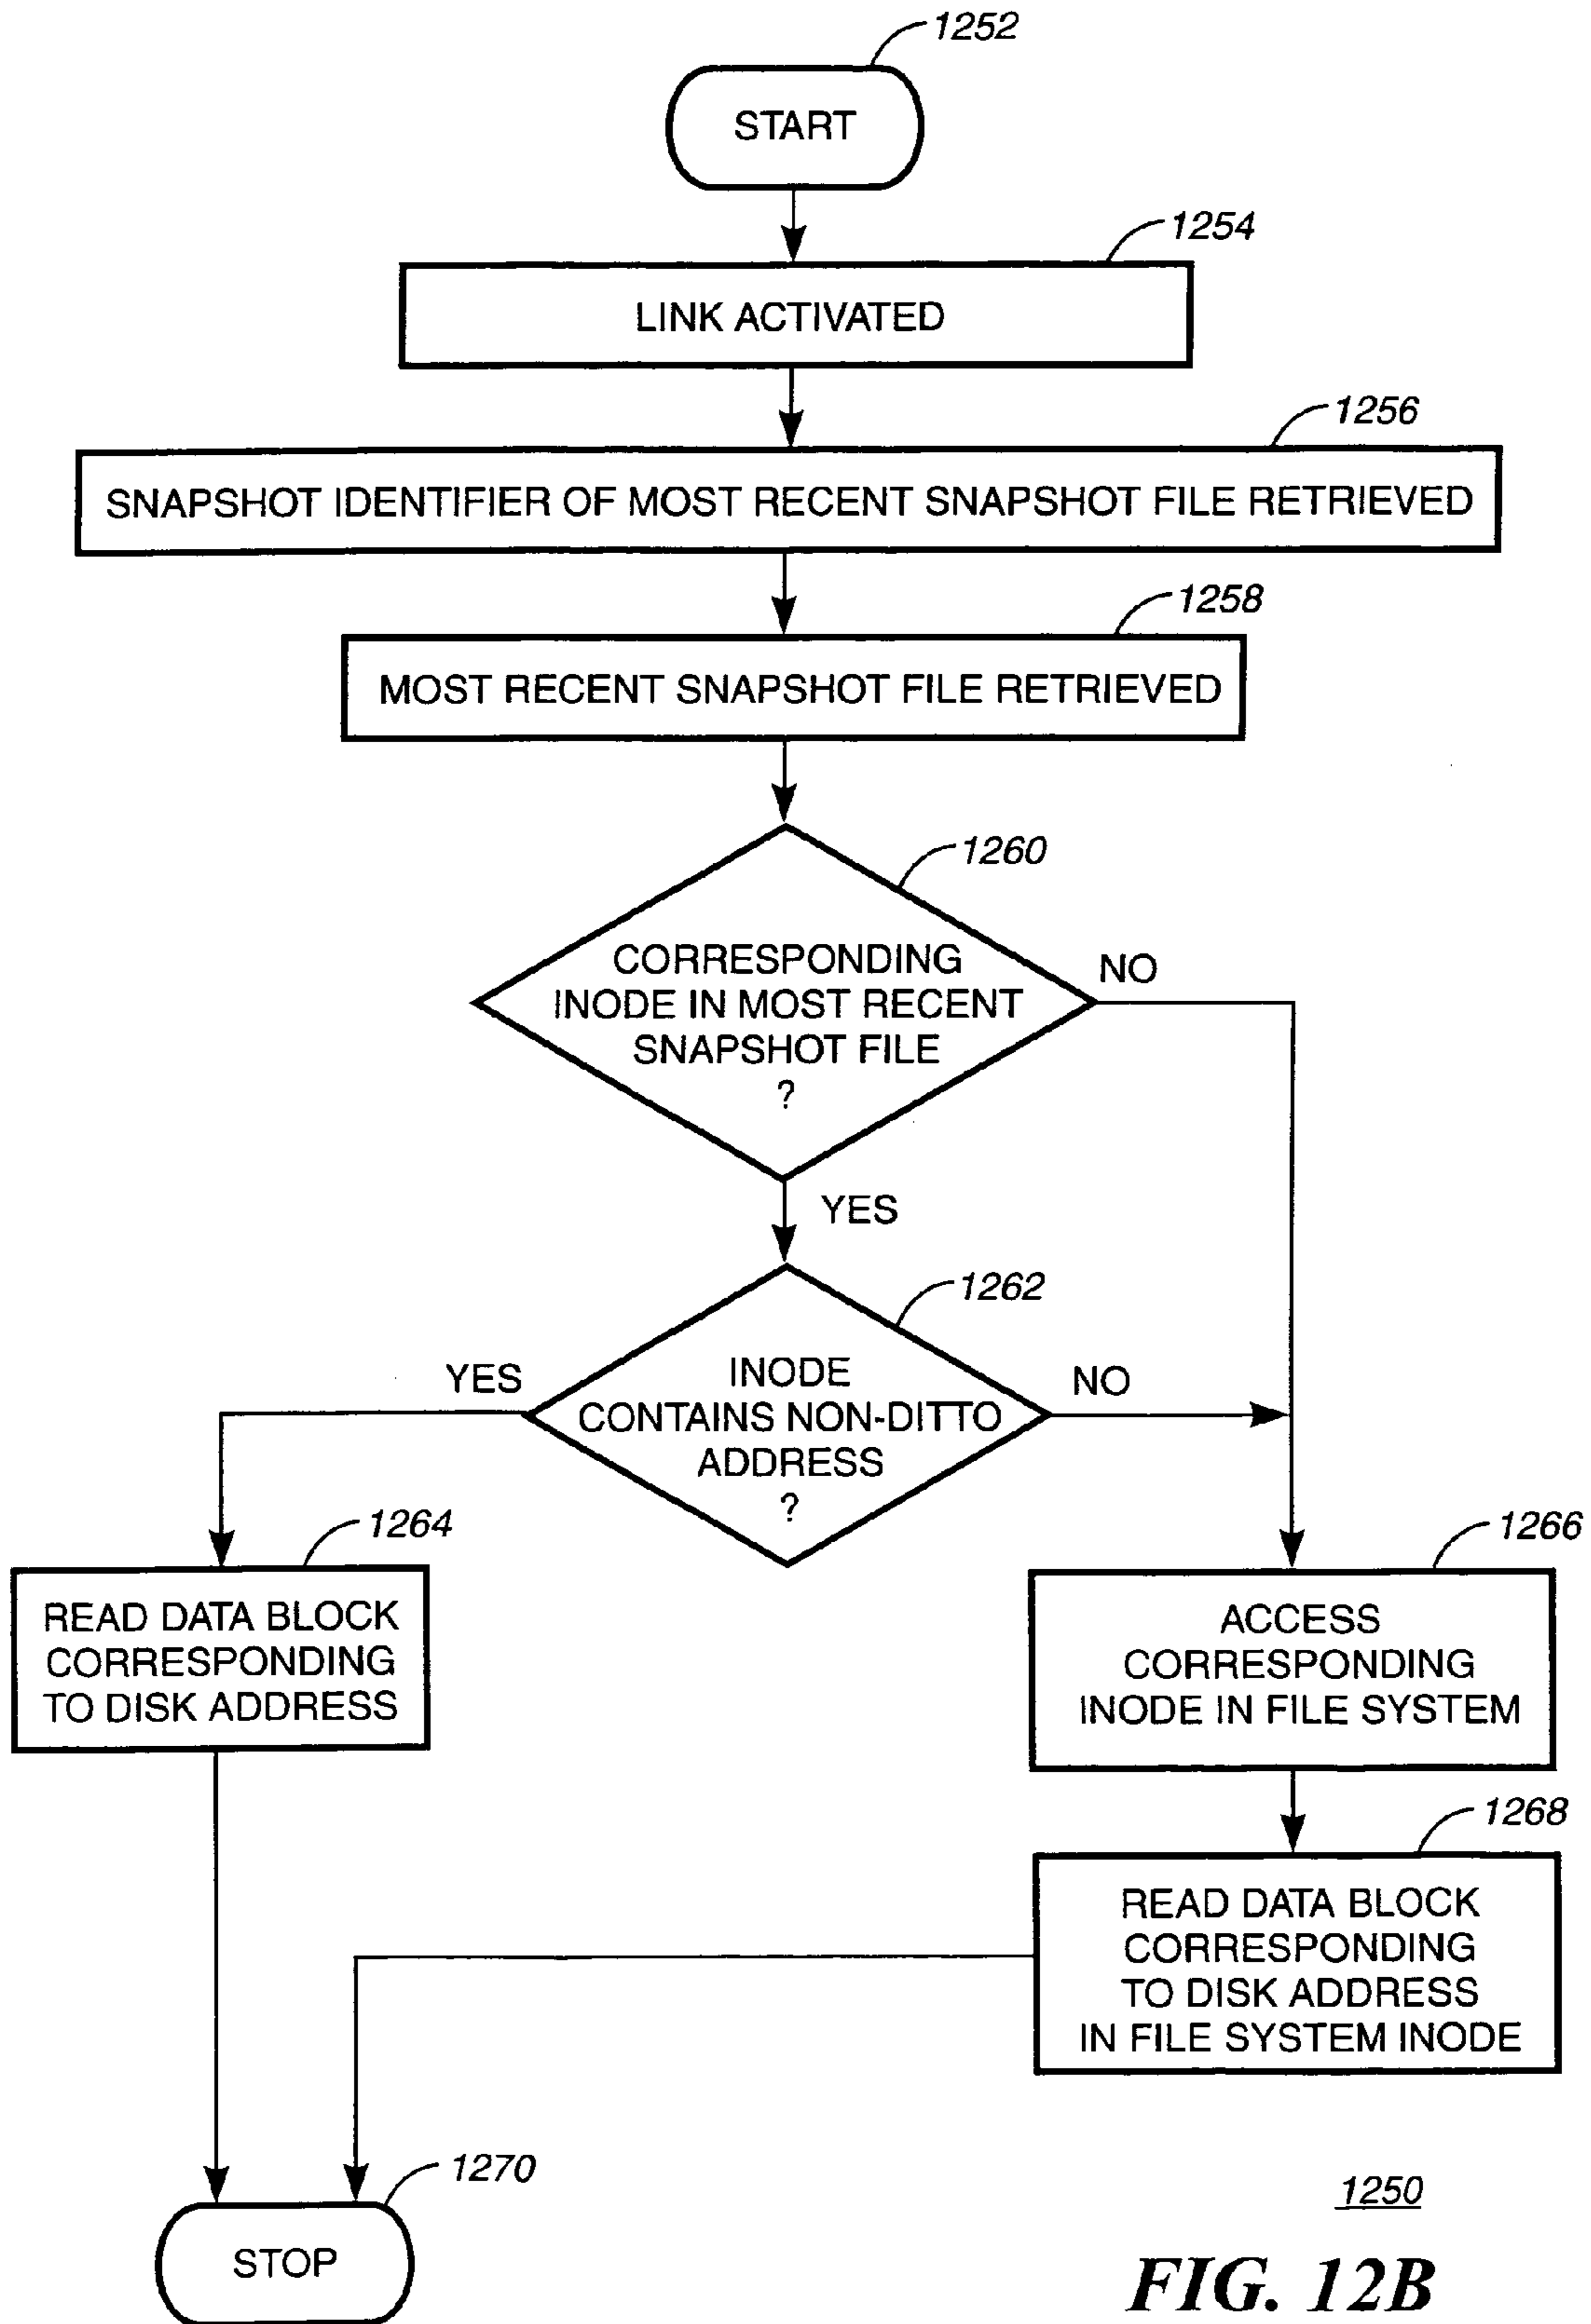 1252
START
1254
LINK ACTIVATED
1256
SNAPSHOT IDENTIFIER OF MOST RECENT SNAPSHOT FILE RETRIEVED
1258
MOST RECENT SNAPSHOT FILE RETRIEVED
1260
CORRESPONDING
INODE IN MOST RECENT
SNAPSHOT FILE
?
NO
YES
1262
YES
INODE
CONTAINS NON-DITTO
ADDRESS
?
NO
1264
READ DATA BLOCK
CORRESPONDING
TO DISK ADDRESS
1266
ACCESS
CORRESPONDING
INODE IN FILE SYSTEM
1268
READ DATA BLOCK
CORRESPONDING
TO DISK ADDRESS
IN FILE SYSTEM INODE
1270
STOP
1250
FIG. 12B